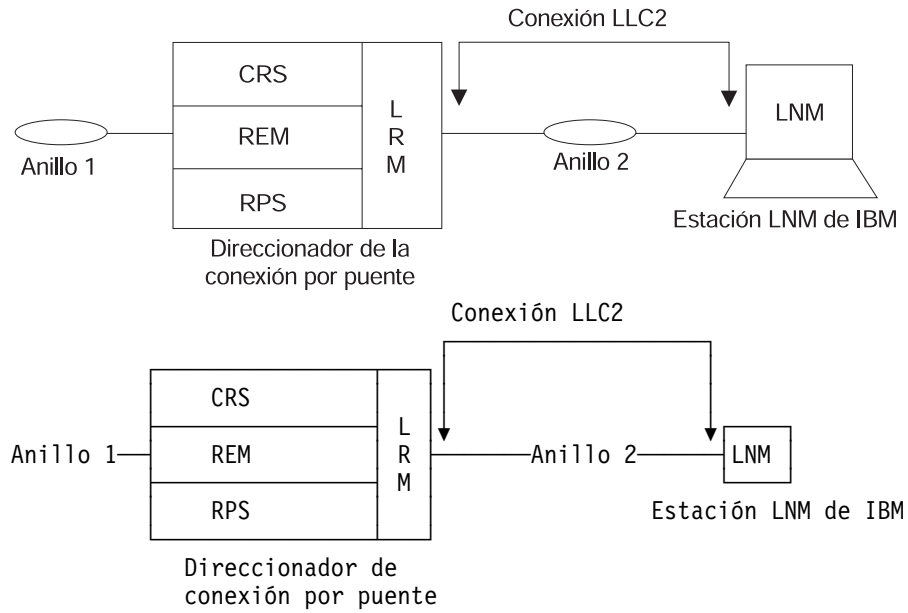 Conexión LLC2
CRS
REM
RPS
L
R
M
LNM
Anillo 1
Anillo 2
Estación LNM de IBM
Direccionador de la
conexión por puente
Conexión LLC2
CRS
REM
RPS
L
R
M
Anillo 1
Anillo 2
LNM
Estación LNM de IBM
Direccionador de
conexión por puente